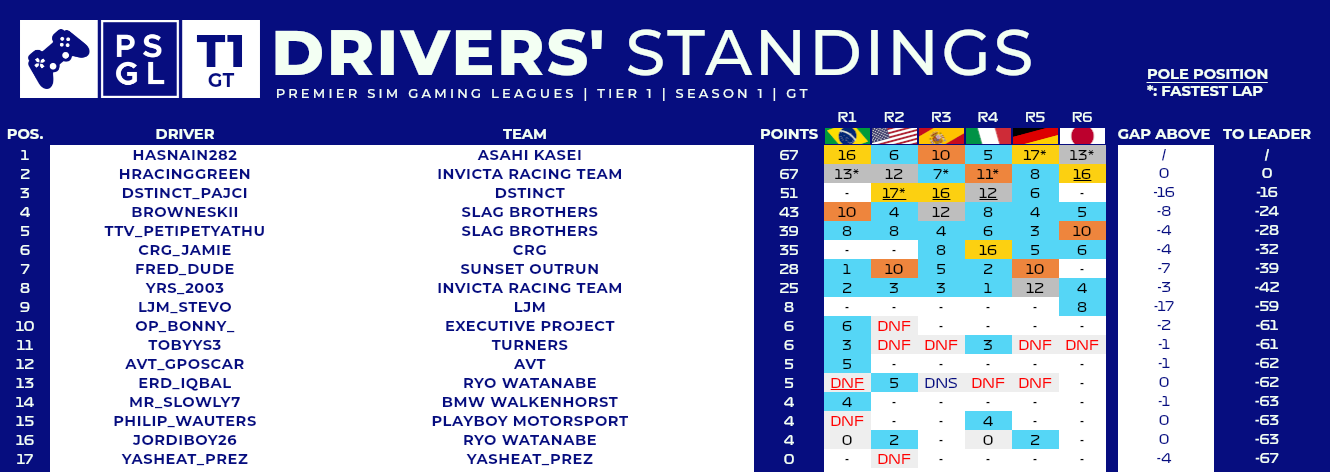 PS
GL
T1
GT
DRIVERS' STANDINGS
PREMIER SIM GAMING LEAGUES | TIER 1 | SEASON 1 | GT
POLE POSITION
*: FASTEST LAP
R1 R2 R3 R4 R5 R6
POS. DRIVER TEAM POINTS GAP ABOVE TO LEADER
1 HASNAIN282 ASAHI KASEI 67 16 6 10 5 17* 13* / /
2 HRACINGGREEN INVICTA RACING TEAM 67 13* 12 7* 11* 8 16 0 0
3 DSTINCT_PAJCI DSTINCT 51 - 17* 16 12 6 - -16 -16
4 BROWNESKII SLAG BROTHERS 43 10 4 12 8 4 5 -8 -24
5 TTV_PETIPETYATHU SLAG BROTHERS 39 8 8 4 6 3 10 -4 -28
6 CRG_JAMIE CRG 35 - - 8 16 5 6 -4 -32
7 FRED_DUDE SUNSET OUTRUN 28 1 10 5 2 10 - -7 -39
8 YRS_2003 INVICTA RACING TEAM 25 2 3 3 1 12 4 -3 -42
9 LJM_STEVO LJM 8 - - - - - 8 -17 -59
10 OP_BONNY_ EXECUTIVE PROJECT 6 6 DNF - - - - -2 -61
11 TOBYYS3 TURNERS 6 3 DNF DNF 3 DNF DNF -1 -61
12 AVT_GPOSCAR AVT 5 5 - - - - - -1 -62
13 ERD_IQBAL RYO WATANABE 5 DNF 5 DNS DNF DNF - 0 -62
14 MR_SLOWLY7 BMW WALKENHORST 4 4 - - - - - -1 -63
15 PHILIP_WAUTERS PLAYBOY MOTORSPORT 4 DNF - - 4 - - 0 -63
16 JORDIBOY26 RYO WATANABE 4 0 2 - 0 2 - 0 -63
17 YASHEAT_PREZ YASHEAT_PREZ 0 - DNF - - - - -4 -67